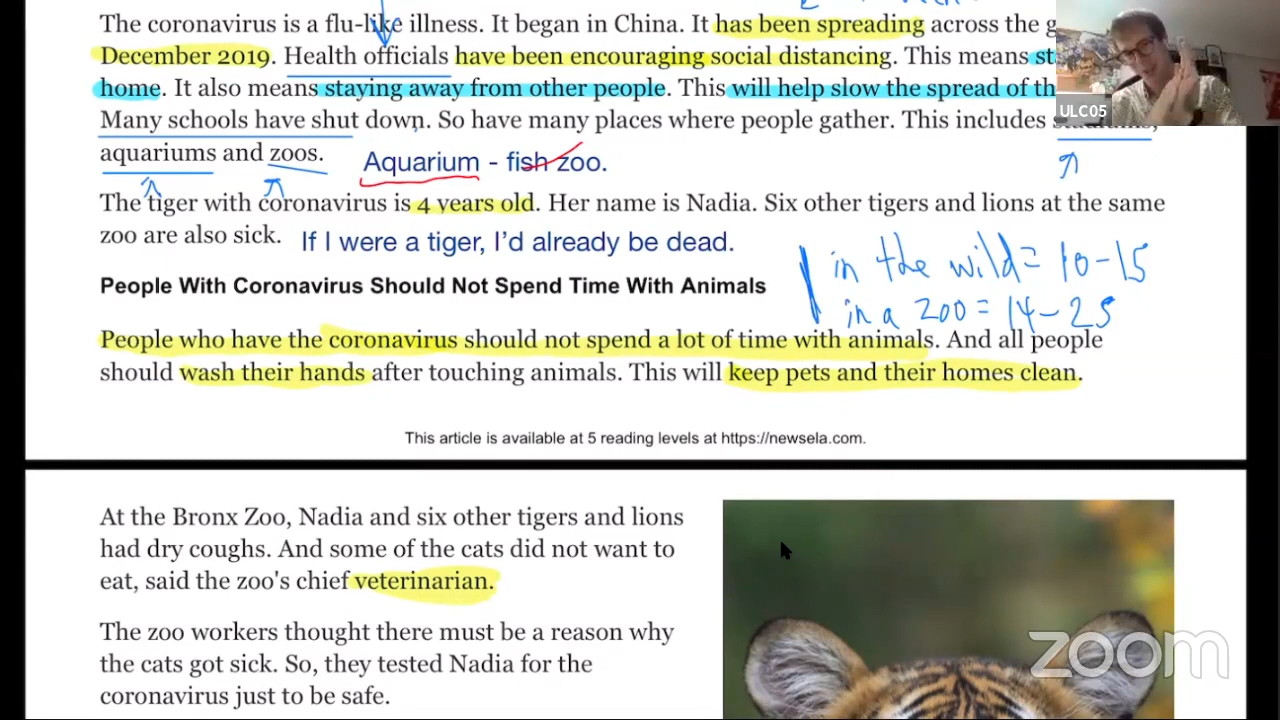 The coronavirus is a flu-like illness. It began in China. It has been spreading across the g
December 2019. Health officials have been encouraging social distancing. This means st
home. It also means staying away from other people. This will help slow the spread of th
ULC05
Many schools have shut down. So have many places where people gather. This includes stadiums,
aquariums and zoos.
Aquarium - fish zoo.
The tiger with coronavirus is 4 years old. Her name is Nadia. Six other tigers and lions at the same
zoo are also sick.
If I were a tiger, I'd already be dead.
in the wild = 10-15
in a zoo = 14-25
People With Coronavirus Should Not Spend Time With Animals
People who have the coronavirus should not spend a lot of time with animals. And all people
should wash their hands after touching animals. This will keep pets and their homes clean.
This article is available at 5 reading levels at https://newsela.com.
At the Bronx Zoo, Nadia and six other tigers and lions
had dry coughs. And some of the cats did not want to
eat, said the zoo's chief veterinarian.
The zoo workers thought there must be a reason why
the cats got sick. So, they tested Nadia for the
coronavirus just to be safe.
zoom